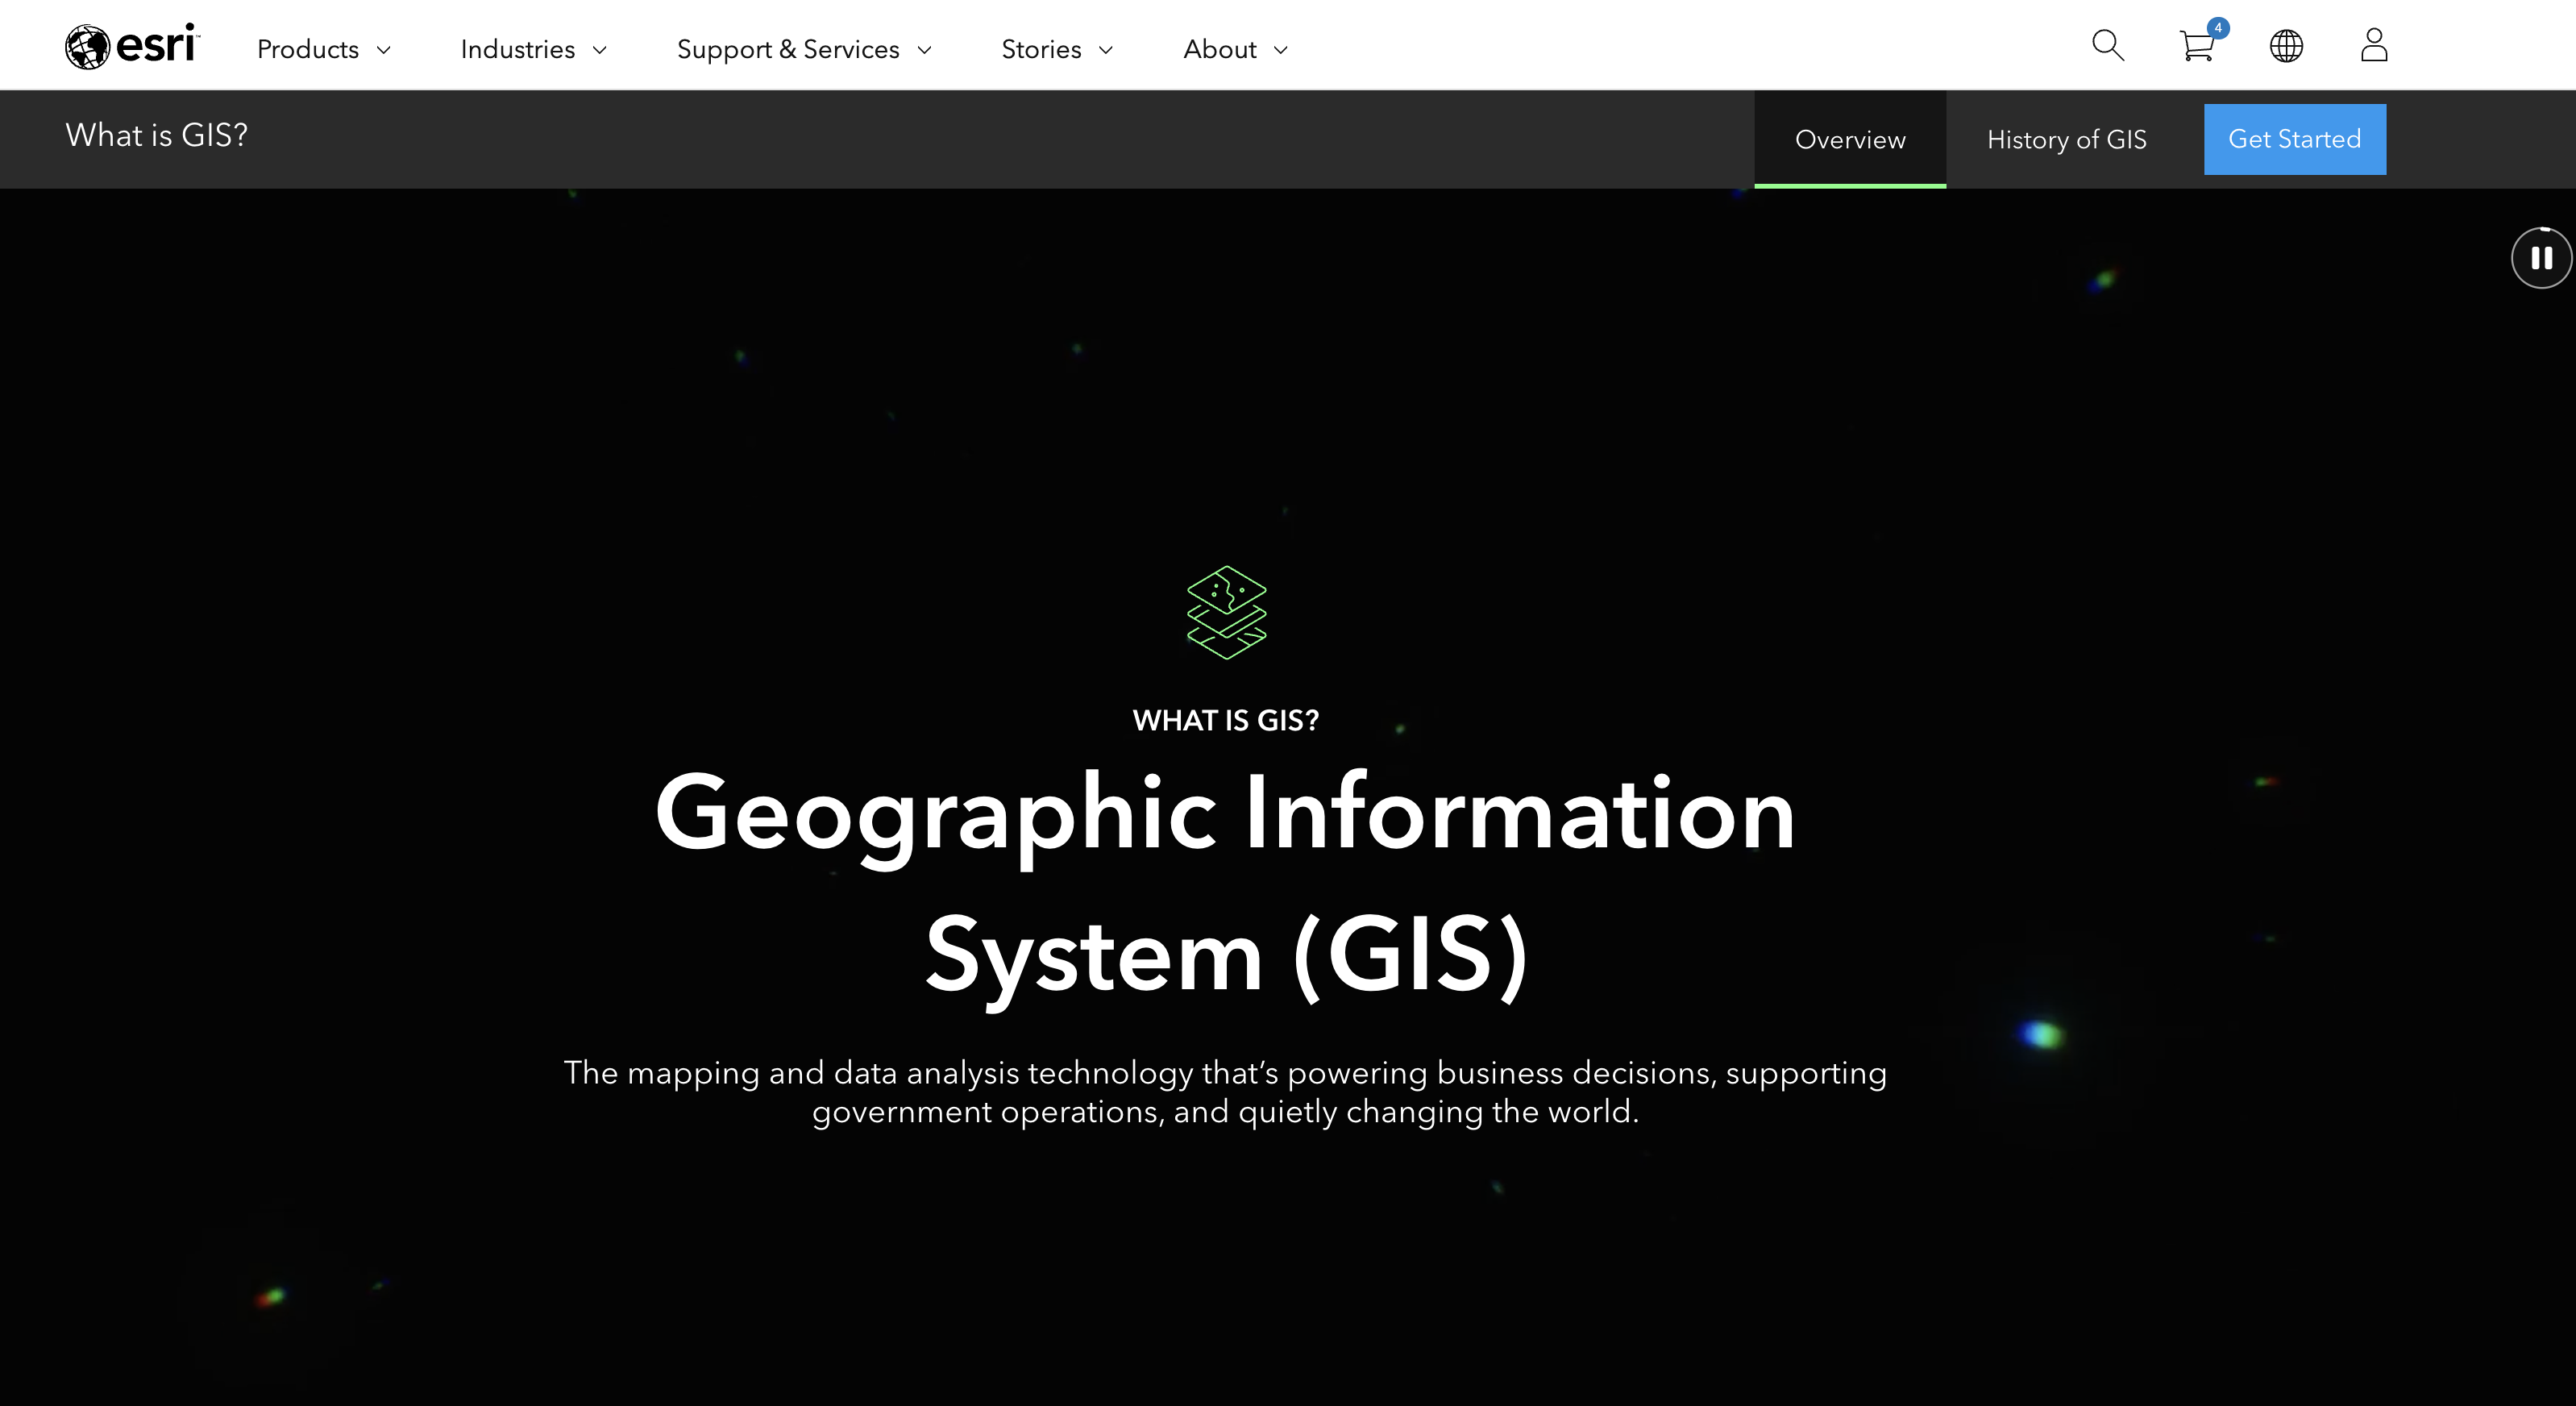 esri™
Products
Industries
Support & Services
Stories
About
4
What is GIS?
Overview
History of GIS
Get Started
WHAT IS GIS?
Geographic Information
System (GIS)
The mapping and data analysis technology that’s powering business decisions, supporting
government operations, and quietly changing the world.